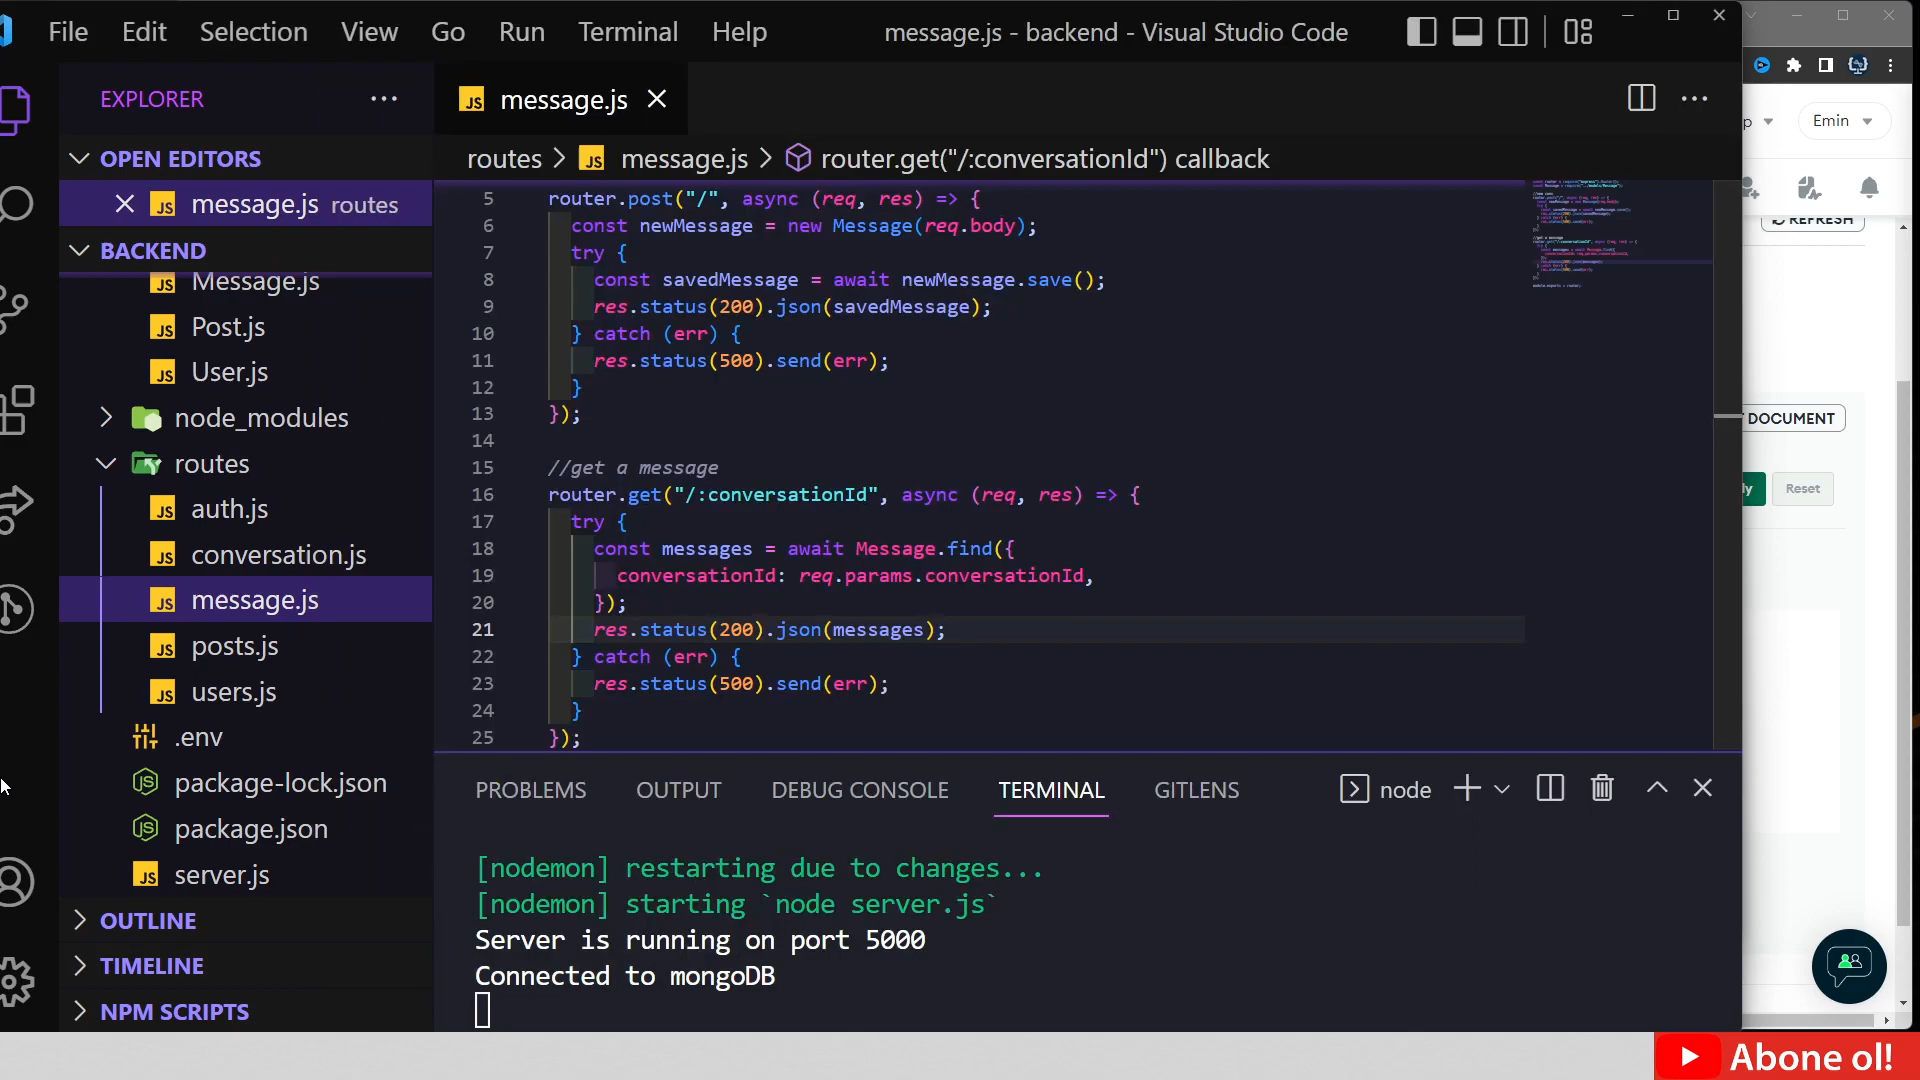 File Edit Selection View Go Run Terminal Help
message.js - backend - Visual Studio Code
EXPLORER
OPEN EDITORS
message.js routes
BACKEND
Message.js
Post.js
User.js
node_modules
routes
auth.js
conversation.js
message.js
posts.js
users.js
.env
package-lock.json
package.json
server.js
OUTLINE
TIMELINE
NPM SCRIPTS
message.js
routes > message.js > router.get("/:conversationId") callback
5 router.post("/", async (req, res) => {
6 const newMessage = new Message(req.body);
7 try {
8 const savedMessage = await newMessage.save();
9 res.status(200).json(savedMessage);
10 } catch (err) {
11 res.status(500).send(err);
12 }
13 });
14
15 //get a message
16 router.get("/:conversationId", async (req, res) => {
17 try {
18 const messages = await Message.find({
19 conversationId: req.params.conversationId,
20 });
21 res.status(200).json(messages);
22 } catch (err) {
23 res.status(500).send(err);
24 }
25 });
PROBLEMS OUTPUT DEBUG CONSOLE TERMINAL GITLENS
node
[nodemon] restarting due to changes...
[nodemon] starting `node server.js`
Server is running on port 5000
Connected to mongoDB
Emin
REFRESH
DOCUMENT
Reset
Abone ol!